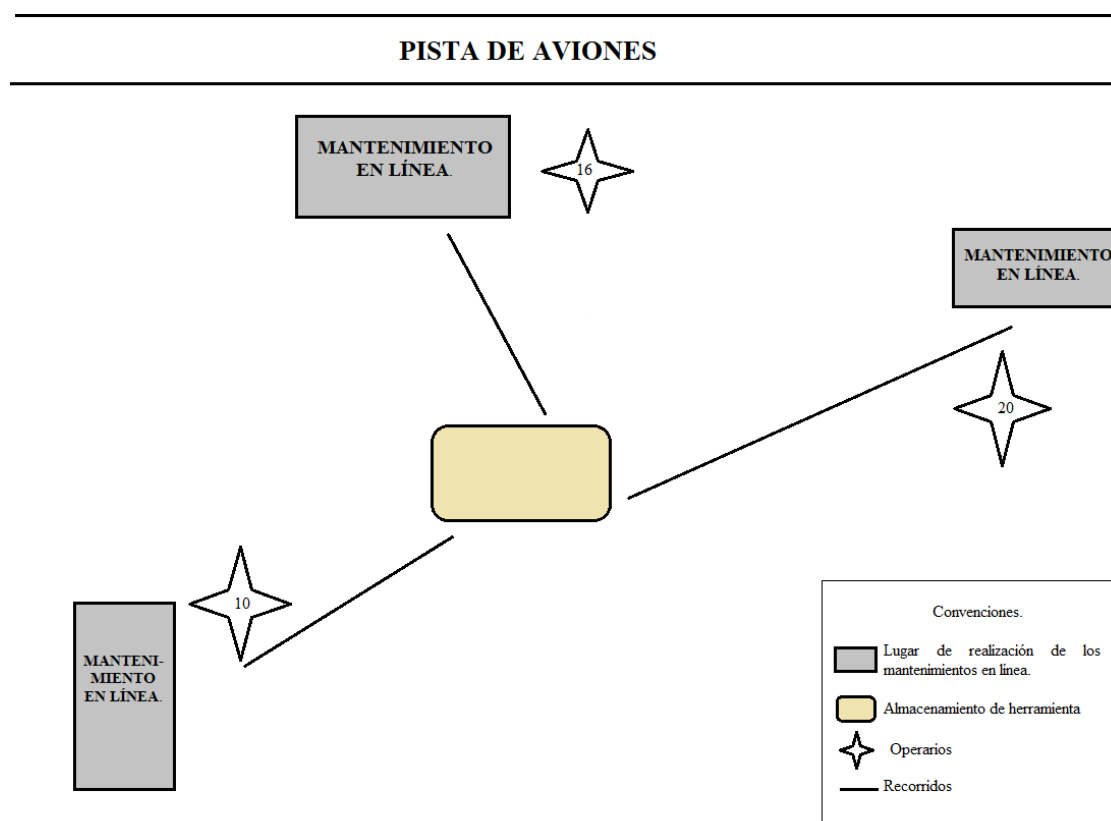 PISTA DE AVIONES
MANTENIMIENTO
EN LÍNEA.
16
MANTENIMIENTO
EN LÍNEA.
20
10
MANTENI-
MIENTO
EN LÍNEA.
Convenciones.
Lugar de realización de los
mantenimientos en linea.
Almacenamiento de herramienta
Operarios
Recorridos